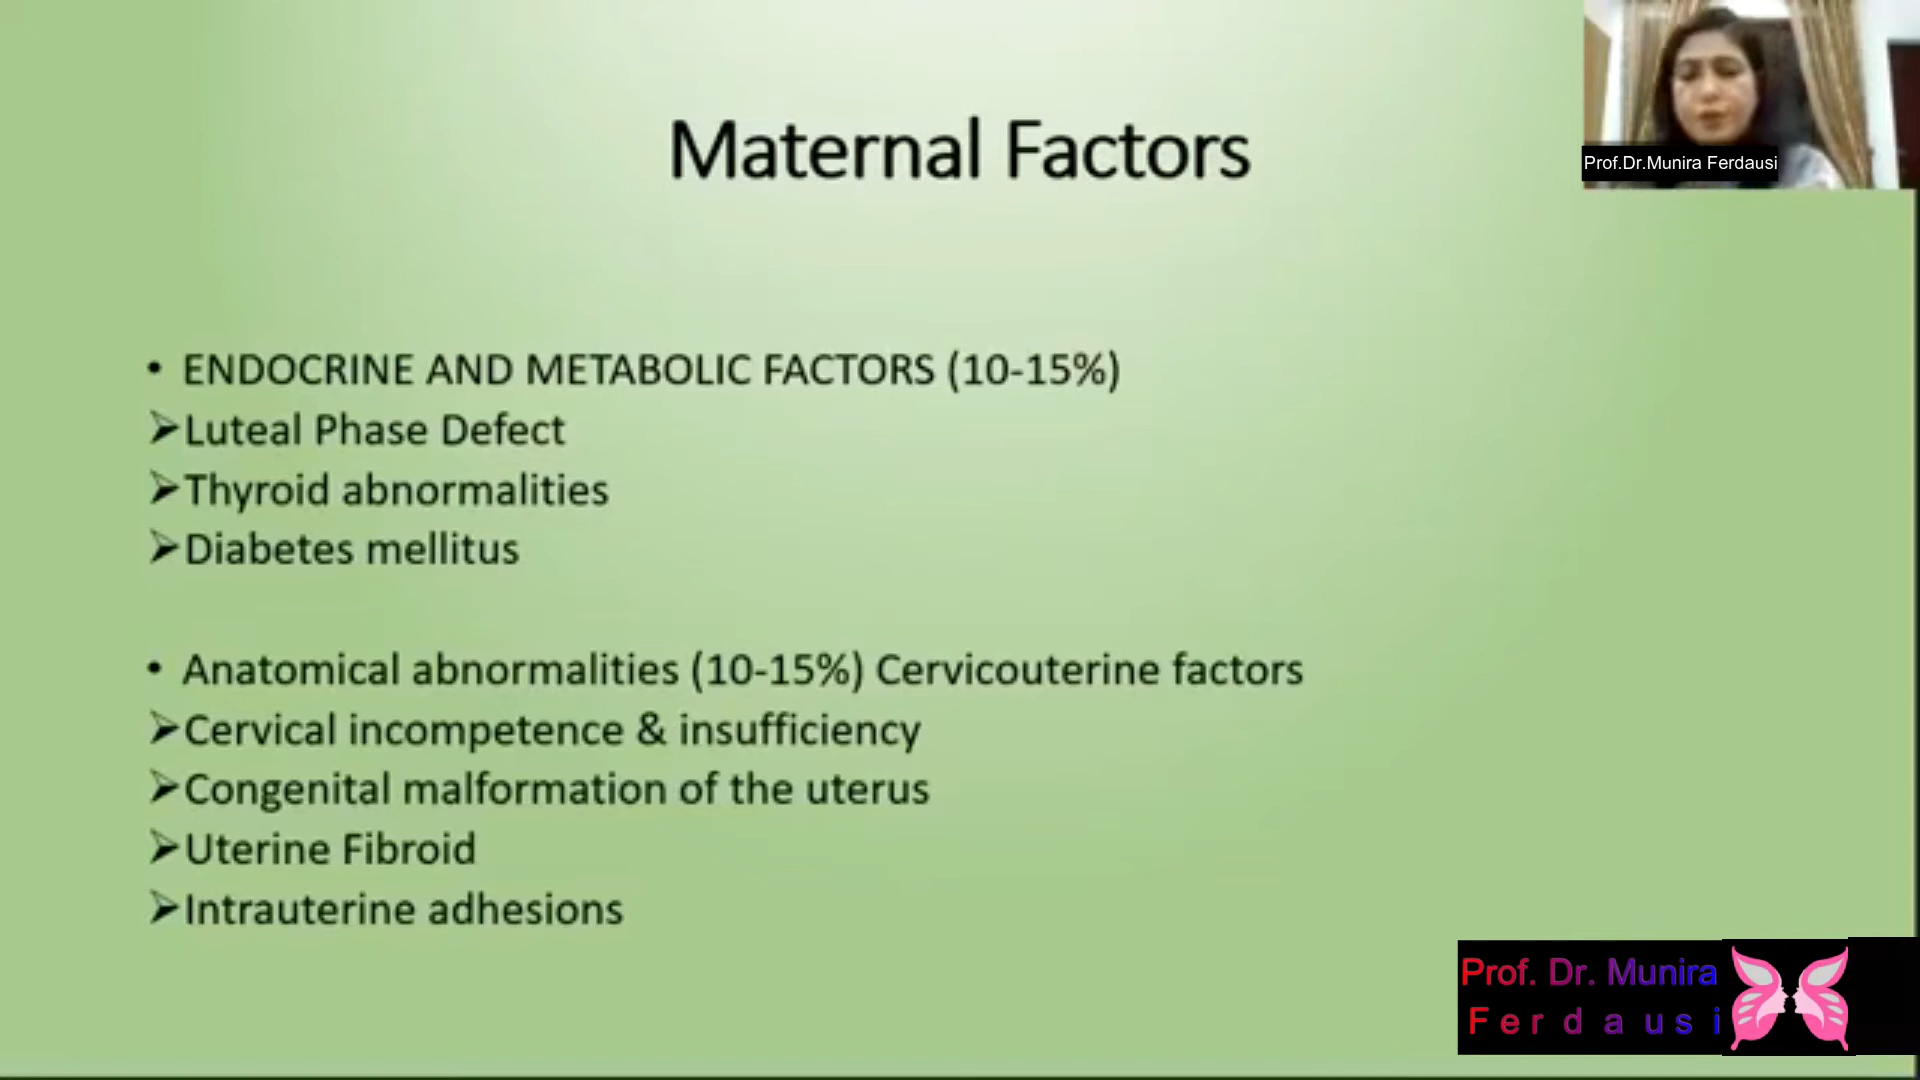 Maternal Factors
Prof.Dr.Munira Ferdausi
• ENDOCRINE AND METABOLIC FACTORS (10-15%)
➢Luteal Phase Defect
➢Thyroid abnormalities
➢Diabetes mellitus
• Anatomical abnormalities (10-15%) Cervicouterine factors
➢Cervical incompetence & insufficiency
➢Congenital malformation of the uterus
➢Uterine Fibroid
➢Intrauterine adhesions
Prof. Dr. Munira
Ferdausi